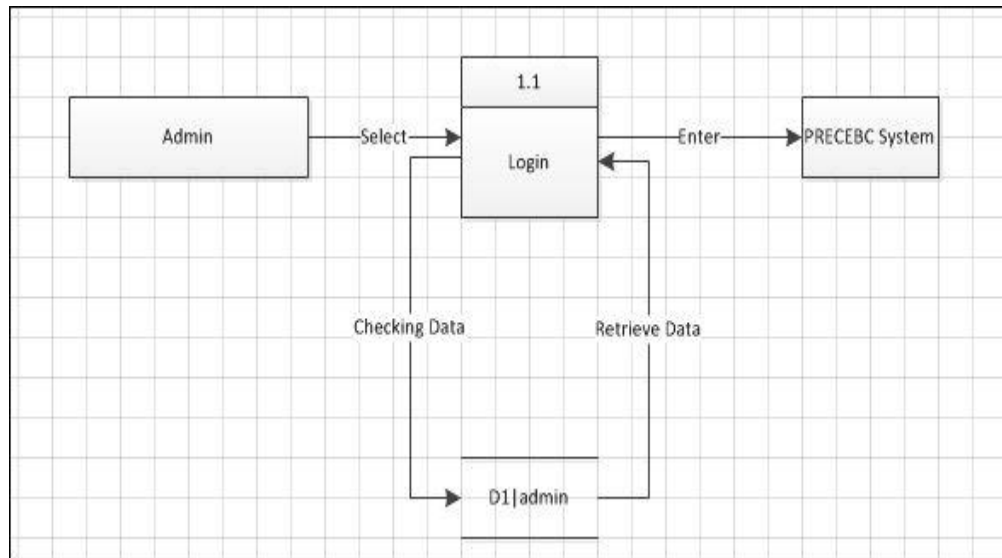 1.1
Admin
Select
Login
Enter
PRECEBC System
Checking Data
Retrieve Data
D1|admin